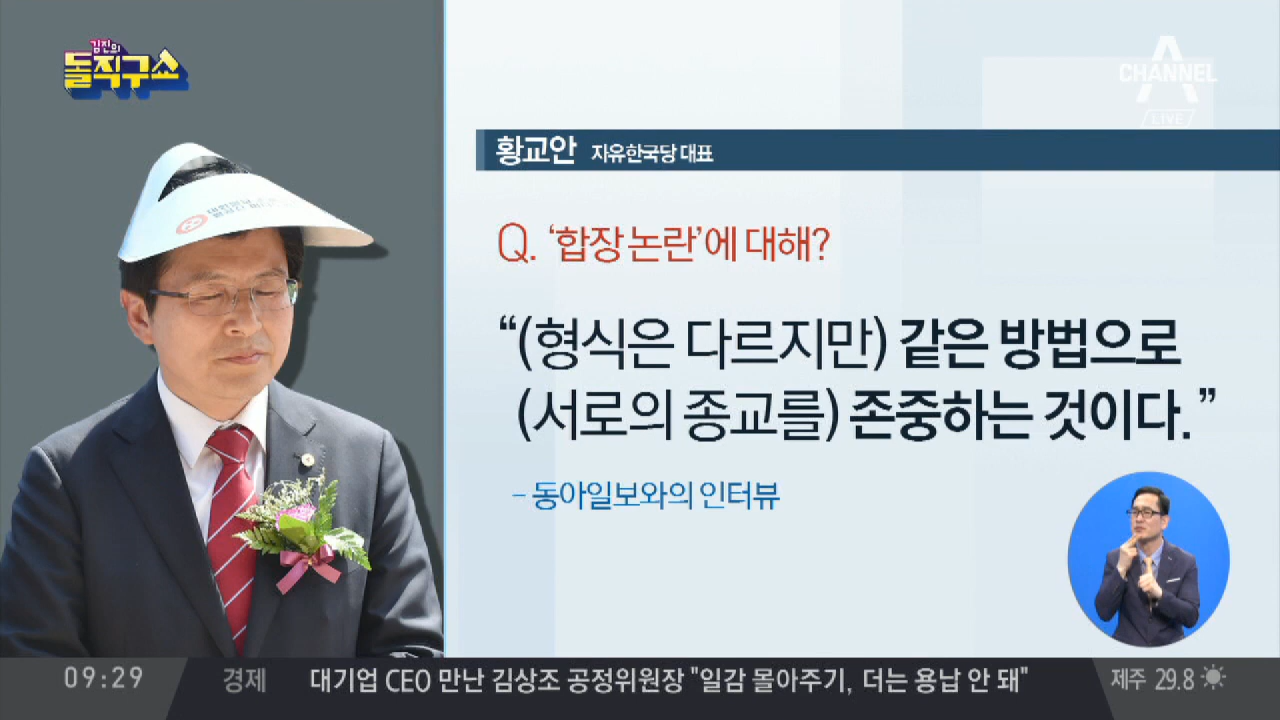 김진의
돌직구쇼
CHANNEL A
LIVE
황교안 자유한국당 대표
Q. ‘합장 논란’에 대해?
“(형식은 다르지만) 같은 방법으로
(서로의 종교를) 존중하는 것이다.”
- 동아일보와의 인터뷰
09:29 경제 대기업 CEO 만난 김상조 공정위원장 "일감 몰아주기, 더는 용납 안 돼" 제주 29.8